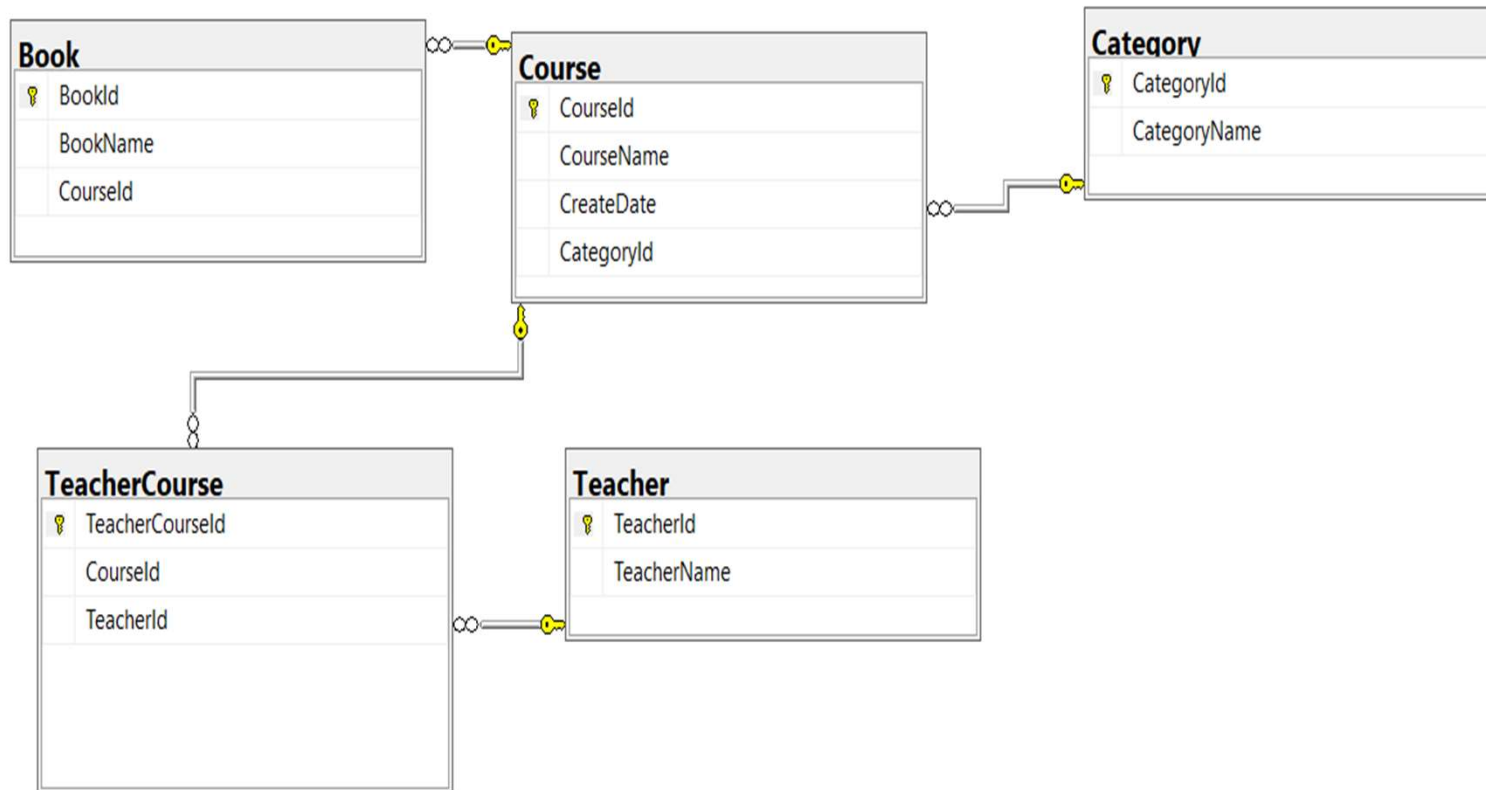 Book
BookId
BookName
CourseId
Course
CourseId
CourseName
CreateDate
CategoryId
Category
CategoryId
CategoryName
TeacherCourse
TeacherCourseId
CourseId
TeacherId
Teacher
TeacherId
TeacherName